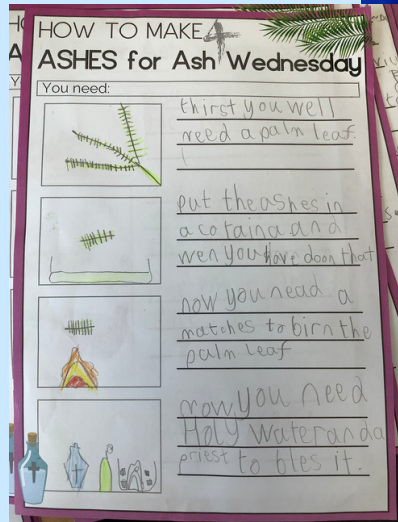 HOW TO MAKE 4
ASHES for Ash Wednesday
You need:
thirst you well
need a palm leaf.
put the ashes in
a cotaina and
wen you have doon that
now you nead a
matches to birn the
palm leaf
now you need
Holy water and a
priest to bles it.